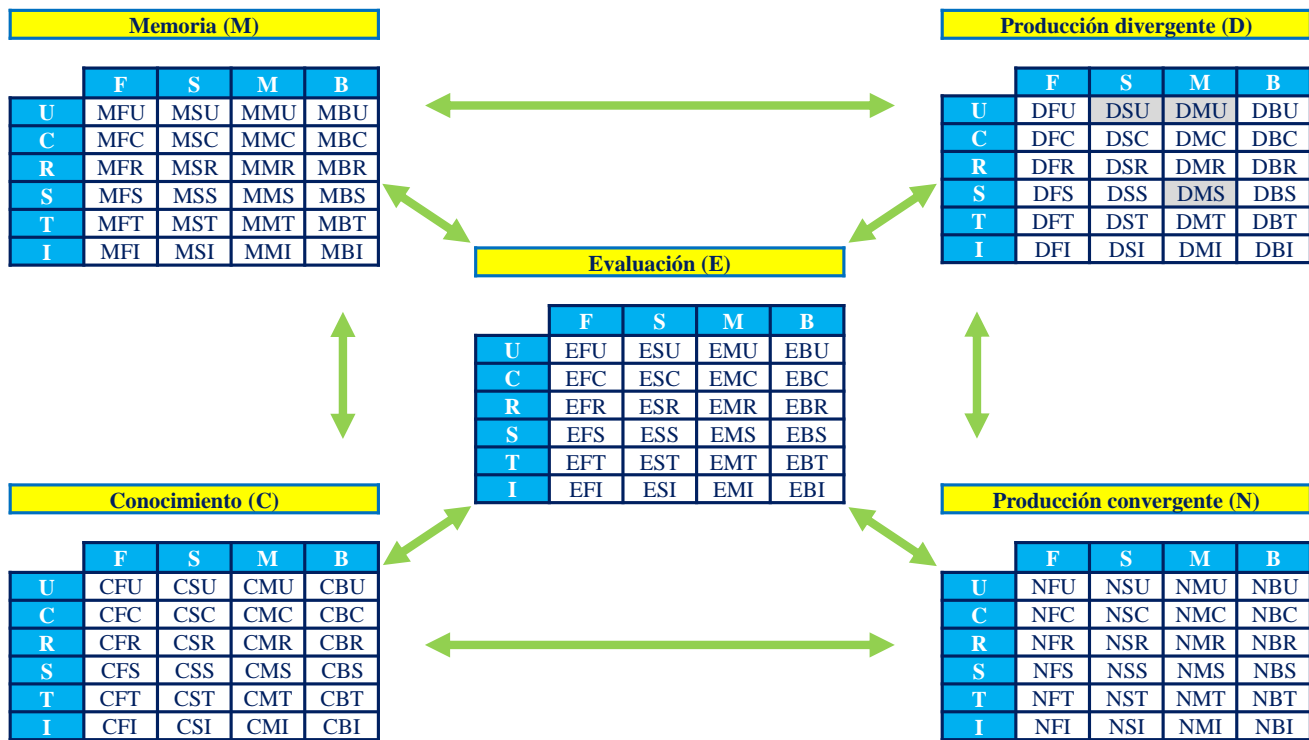 Memoria (M)
F S M B
U MFU MSU MMU MBU
C MFC MSC MMC MBC
R MFR MSR MMR MBR
S MFS MSS MMS MBS
T MFT MST MMT MBT
I MFI MSI MMI MBI
Producción divergente (D)
F S M B
U DFU DSU DMU DBU
C DFC DSC DMC DBC
R DFR DSR DMR DBR
S DFS DSS DMS DBS
T DFT DST DMT DBT
I DFI DSI DMI DBI
Evaluación (E)
F S M B
U EFU ESU EMU EBU
C EFC ESC EMC EBC
R EFR ESR EMR EBR
S EFS ESS EMS EBS
T EFT EST EMT EBT
I EFI ESI EMI EBI
Conocimiento (C)
F S M B
U CFU CSU CMU CBU
C CFC CSC CMC CBC
R CFR CSR CMR CBR
S CFS CSS CMS CBS
T CFT CST CMT CBT
I CFI CSI CMI CBI
Producción convergente (N)
F S M B
U NFU NSU NMU NBU
C NFC NSC NMC NBC
R NFR NSR NMR NBR
S NFS NSS NMS NBS
T NFT NST NMT NBT
I NFI NSI NMI NBI